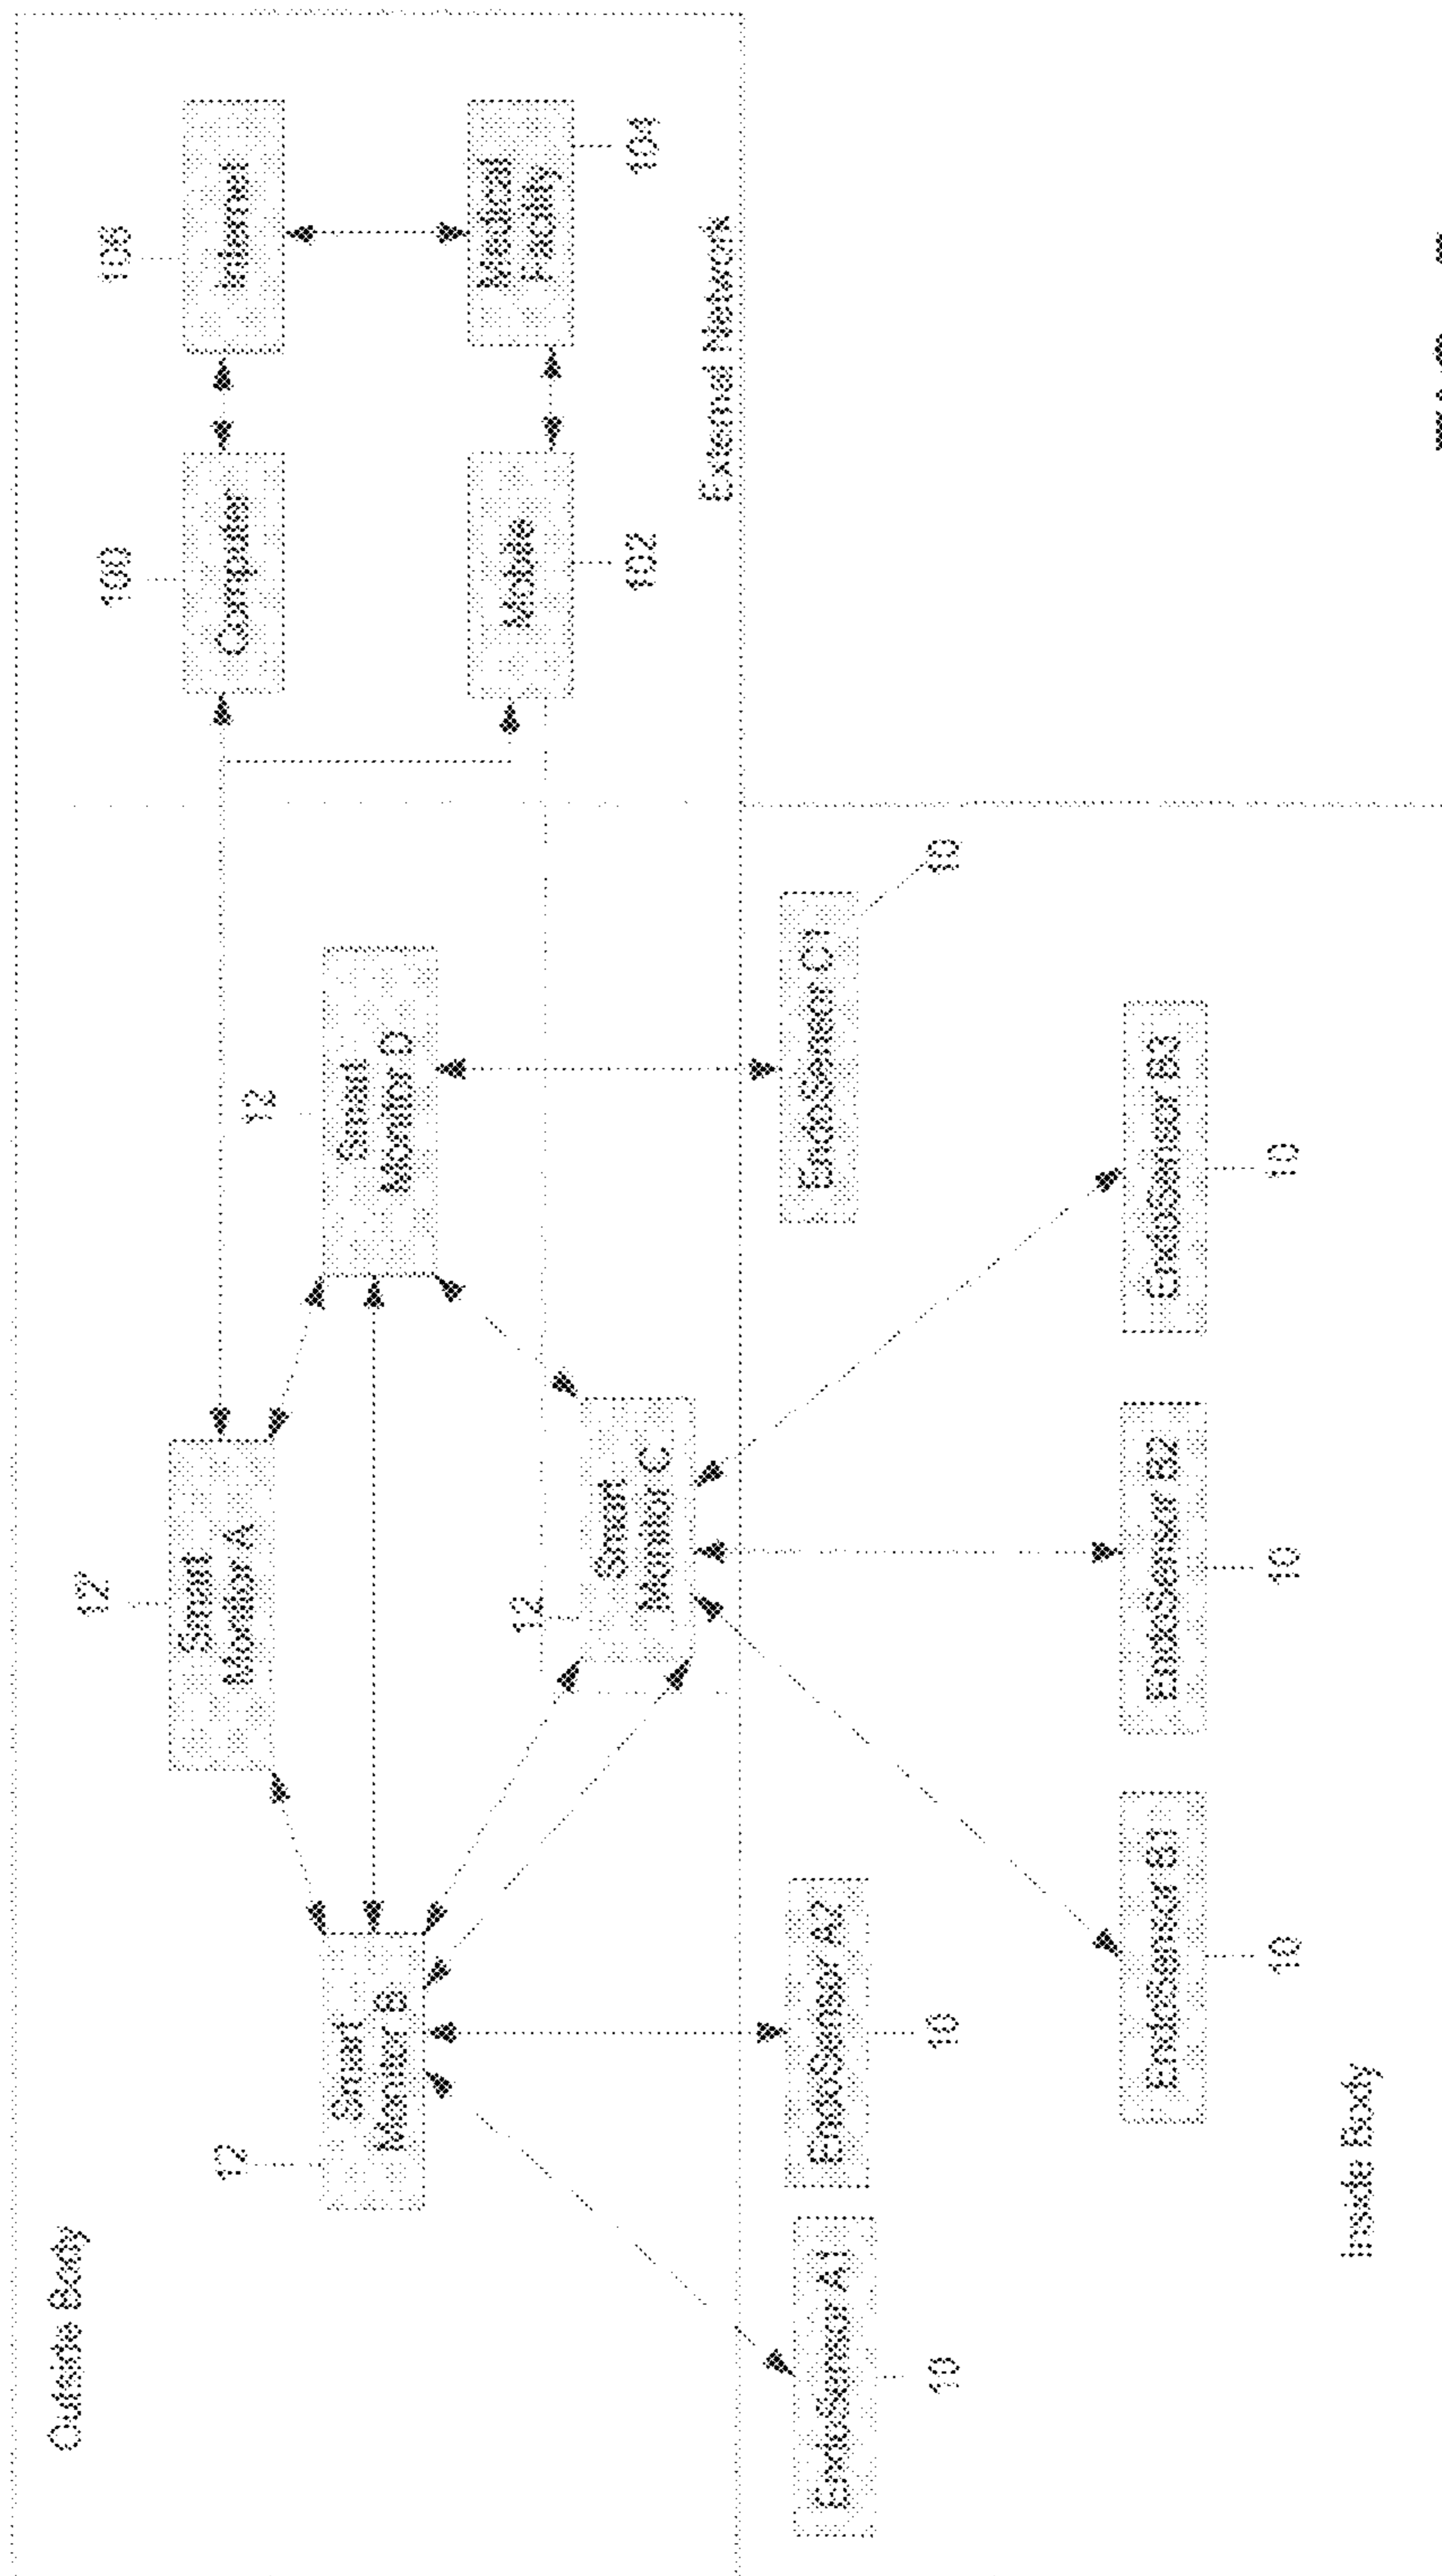 Outside Body
12
Smart
Monitor A
12
Smart
Monitor B
12
Smart
Monitor C
12
Smart
Monitor D
100
Computer
106
Internet
Mobile
102
Medical
Facility
104
External Network
EndoSensor A1
10
EndoSensor A2
10
EndoSensor C1
10
EndoSensor B1
10
EndoSensor B2
10
EndoSensor B3
10
Inside Body